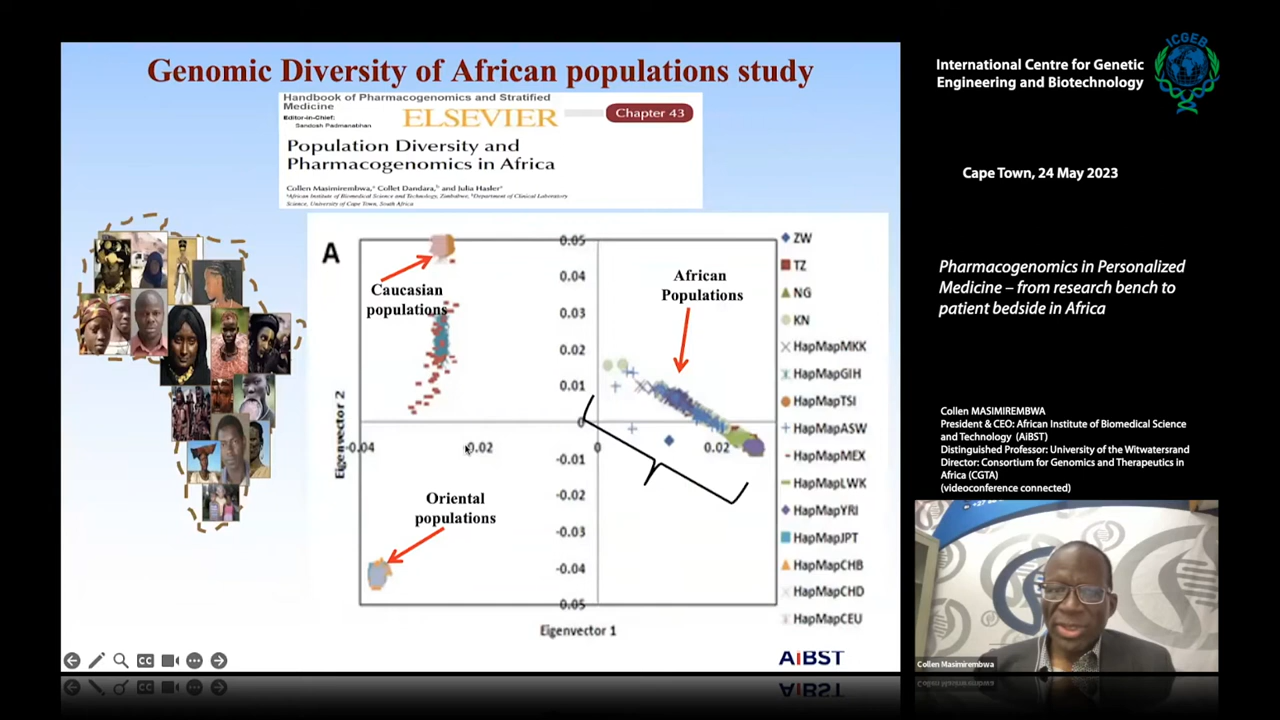 Genomic Diversity of African populations study
Handbook of Pharmacogenomics and Stratified
Medicine
Editor-in-Chief:
Sandosh Padmanabhan
ELSEVIER
Chapter 43
Population Diversity and
Pharmacogenomics in Africa
Collen Masimirembwa,ᵃ Collet Dandara,ᵇ and Julia Haslerᵃ
ᵃAfrican Institute of Biomedical Science and Technology, Zimbabwe, ᵇDepartment of Clinical Laboratory
Science, University of Cape Town, South Africa
A
Caucasian
populations
African
Populations
Oriental
populations
0.05
0.04
0.03
0.02
0.01
0
-0.01
-0.02
-0.03
-0.04
0.05
-0.04
-0.02
0
0.02
Eigenvector 2
Eigenvector 1
ZW
TZ
NG
KN
HapMapMKK
HapMapGIH
HapMapTSI
HapMapASW
HapMapMEX
HapMapLWK
HapMapYRI
HapMapJPT
HapMapCHB
HapMapCHD
HapMapCEU
CC
AiBST
International Centre for Genetic
Engineering and Biotechnology
ICGEB
Cape Town, 24 May 2023
Pharmacogenomics in Personalized
Medicine – from research bench to
patient bedside in Africa
Collen MASIMIREMBWA
President & CEO: African Institute of Biomedical Science
and Technology (AiBST)
Distinguished Professor: University of the Witwatersrand
Director: Consortium for Genomics and Therapeutics in
Africa (CGTA)
(videoconference connected)
Collen Masimirembwa